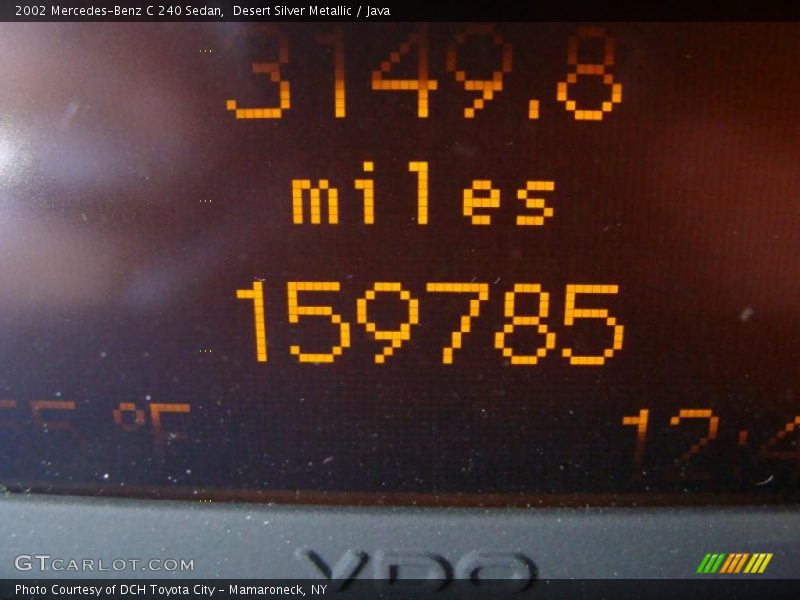 2002 Mercedes-Benz C 240 Sedan,  Desert Silver Metallic / Java
3149.8
miles
159785
°F
VDO
GTCARLOT.COM
Photo Courtesy of DCH Toyota City - Mamaroneck, NY